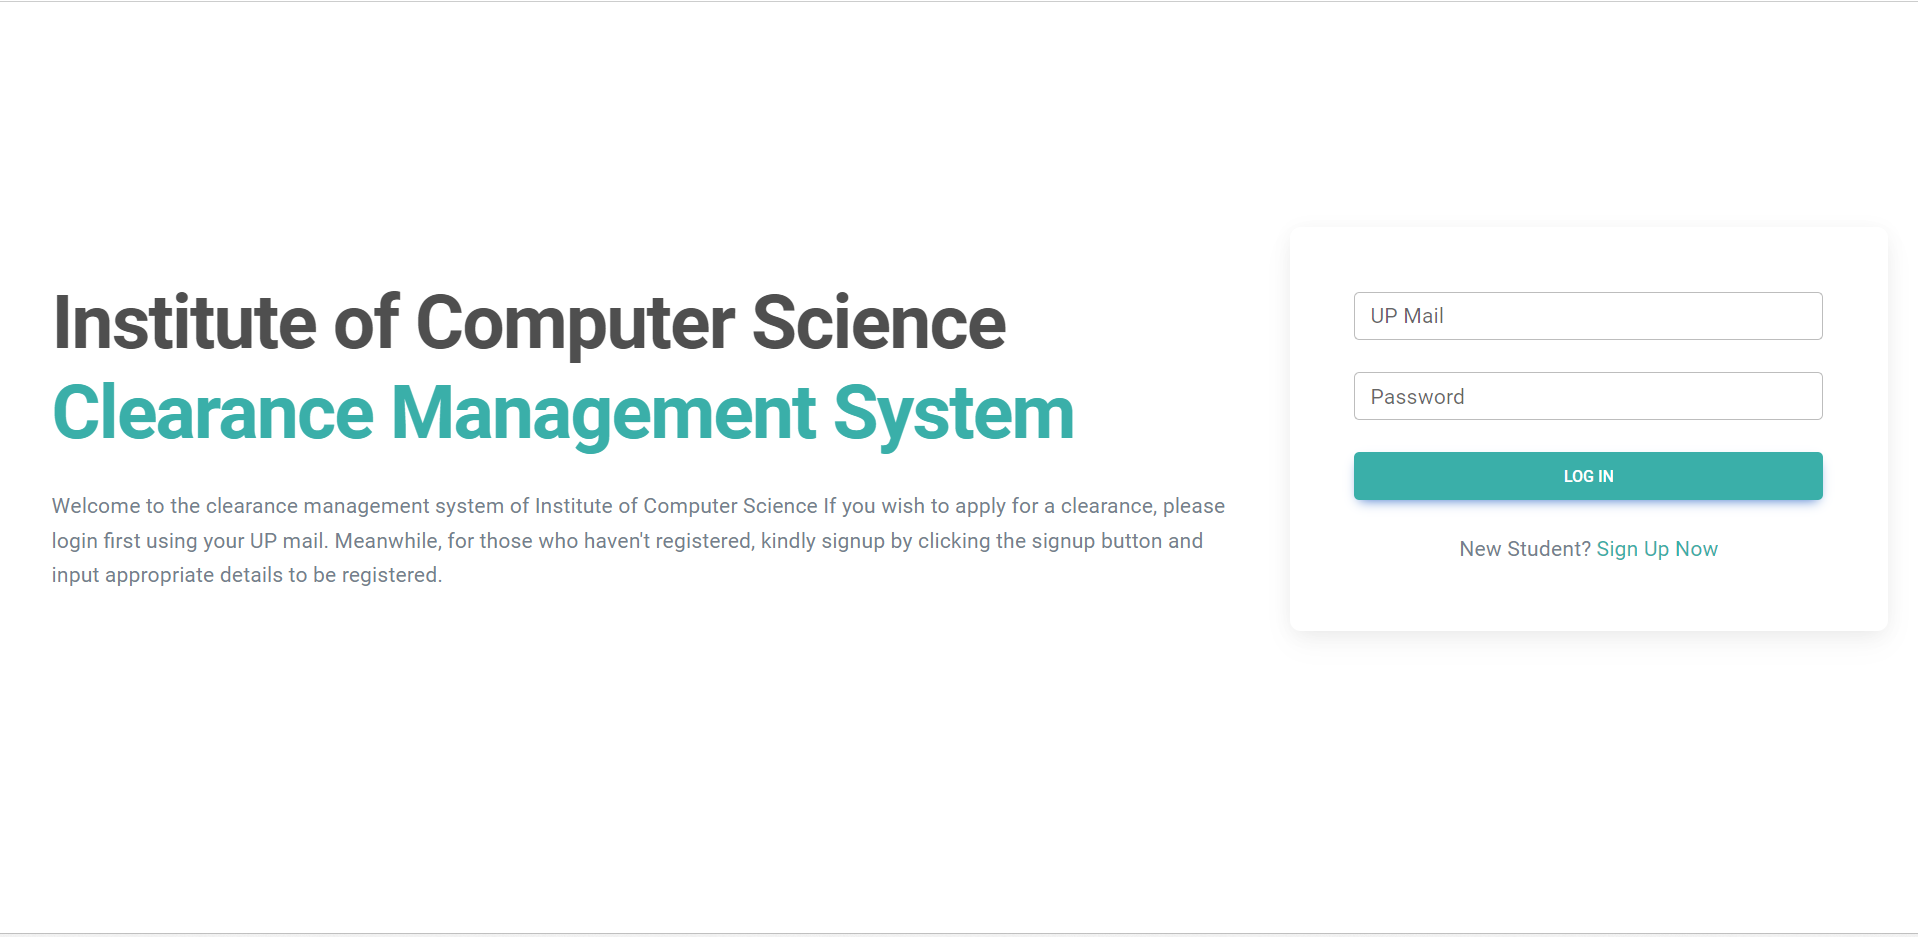 Institute of Computer Science
Clearance Management System
Welcome to the clearance management system of Institute of Computer Science If you wish to apply for a clearance, please
login first using your UP mail. Meanwhile, for those who haven't registered, kindly signup by clicking the signup button and
input appropriate details to be registered.
UP Mail
Password
LOG IN
New Student? Sign Up Now